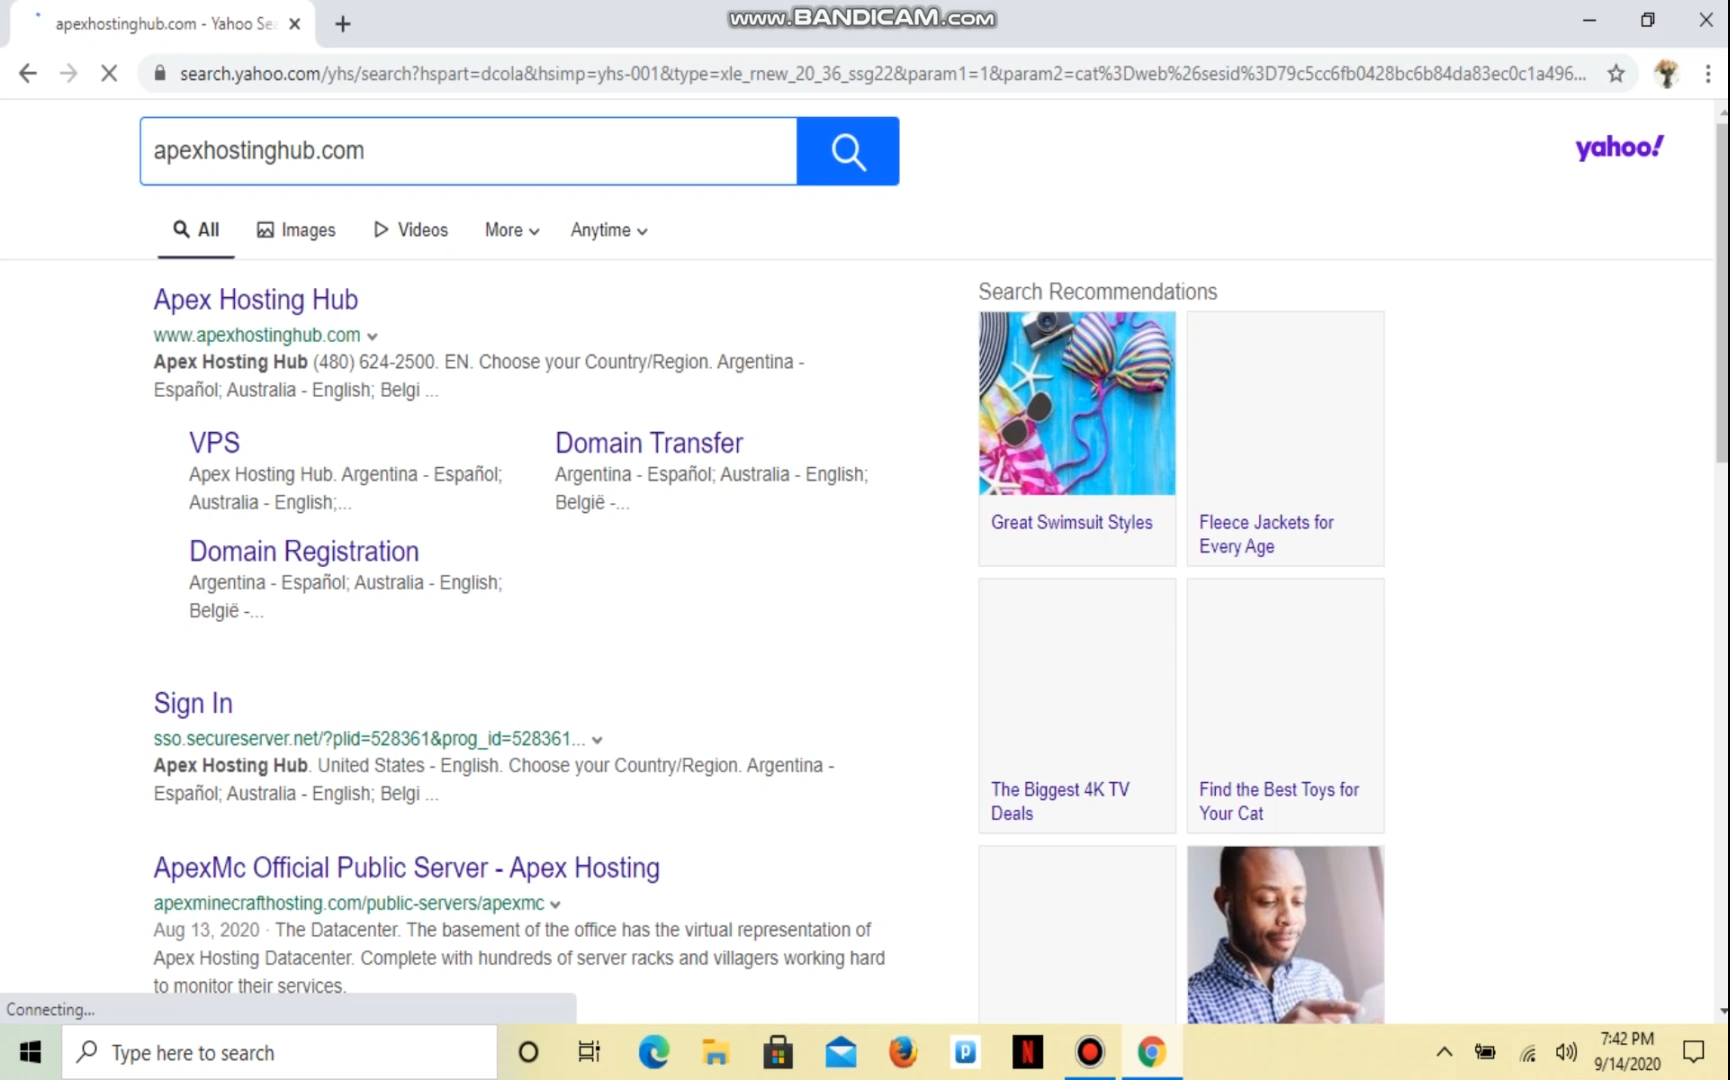 www.BANDICAM.com
apexhostinghub.com - Yahoo Sea
search.yahoo.com/yhs/search?hspart=dcola&hsimp=yhs-001&type=xle_rnew_20_36_ssg22&param1=1&param2=cat%3Dweb%26sesid%3D79c5cc6fb0428bc6b84da83ec0c1a496...
apexhostinghub.com
yahoo!
All Images Videos More Anytime
Apex Hosting Hub
www.apexhostinghub.com
Apex Hosting Hub (480) 624-2500. EN. Choose your Country/Region. Argentina -
Español; Australia - English; Belgi ...
VPS
Apex Hosting Hub. Argentina - Español;
Australia - English;...
Domain Transfer
Argentina - Español; Australia - English;
België -...
Domain Registration
Argentina - Español; Australia - English;
België -...
Sign In
sso.secureserver.net/?plid=528361&prog_id=528361...
Apex Hosting Hub. United States - English. Choose your Country/Region. Argentina -
Español; Australia - English; Belgi ...
ApexMc Official Public Server - Apex Hosting
apexminecrafthosting.com/public-servers/apexmc
Aug 13, 2020 · The Datacenter. The basement of the office has the virtual representation of
Apex Hosting Datacenter. Complete with hundreds of server racks and villagers working hard
to monitor their services.
Search Recommendations
Great Swimsuit Styles
Fleece Jackets for
Every Age
The Biggest 4K TV
Deals
Find the Best Toys for
Your Cat
Connecting...
Type here to search
7:42 PM
9/14/2020